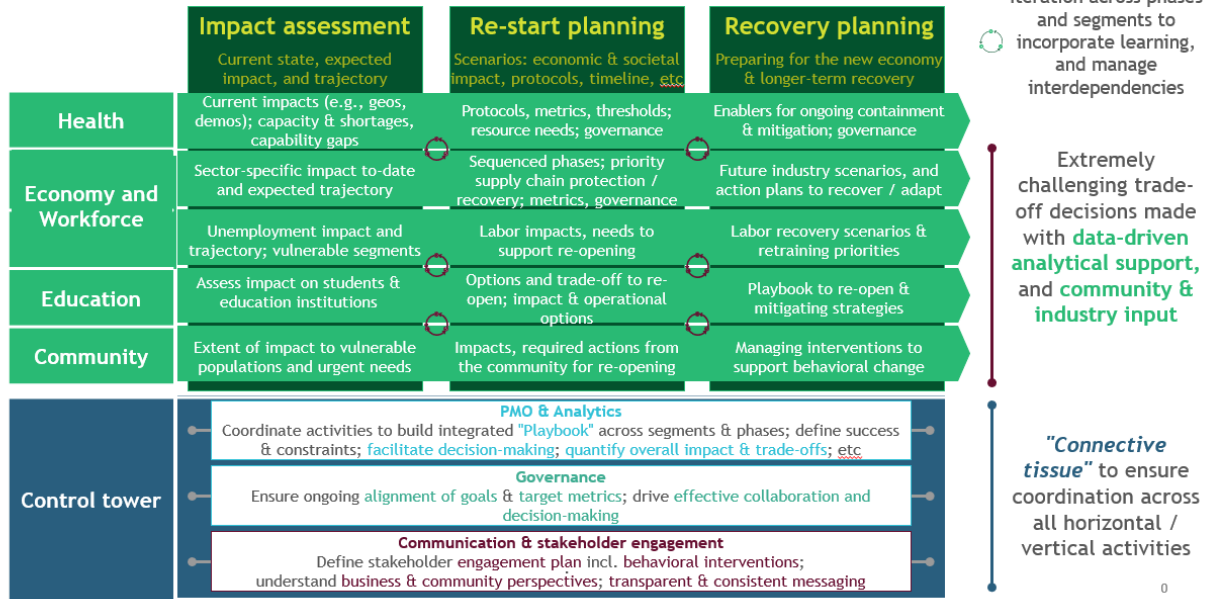 Impact assessment
Current state, expected
impact, and trajectory
Re-start planning
Scenarios: economic & societal
impact, protocols, timeline, etc
Recovery planning
Preparing for the new economy
& longer-term recovery
iteration across phases
and segments to
incorporate learning,
and manage
interdependencies
Health
Current impacts (e.g., geos,
demos); capacity & shortages,
capability gaps
Protocols, metrics, thresholds;
resource needs; governance
Enablers for ongoing containment
& mitigation; governance
Economy and
Workforce
Sector-specific impact to-date
and expected trajectory
Sequenced phases; priority
supply chain protection /
recovery; metrics, governance
Future industry scenarios, and
action plans to recover / adapt
Unemployment impact and
trajectory; vulnerable segments
Labor impacts, needs to
support re-opening
Labor recovery scenarios &
retraining priorities
Education
Assess impact on students &
education institutions
Options and trade-off to re-
open; impact & operational
options
Playbook to re-open &
mitigating strategies
Community
Extent of impact to vulnerable
populations and urgent needs
Impacts, required actions from
the community for re-opening
Managing interventions to
support behavioral change
Extremely
challenging trade-
off decisions made
with data-driven
analytical support,
and community &
industry input
Control tower
PMO & Analytics
Coordinate activities to build integrated "Playbook" across segments & phases; define success
& constraints; facilitate decision-making; quantify overall impact & trade-offs; etc
Governance
Ensure ongoing alignment of goals & target metrics; drive effective collaboration and
decision-making
Communication & stakeholder engagement
Define stakeholder engagement plan incl. behavioral interventions;
understand business & community perspectives; transparent & consistent messaging
"Connective
tissue" to ensure
coordination across
all horizontal /
vertical activities
0